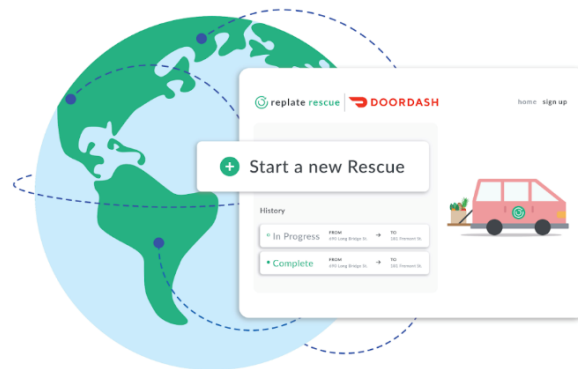 replate rescue | DOORDASH
home sign up
+ Start a new Rescue
History
In Progress FROM → TO
Complete FROM → TO